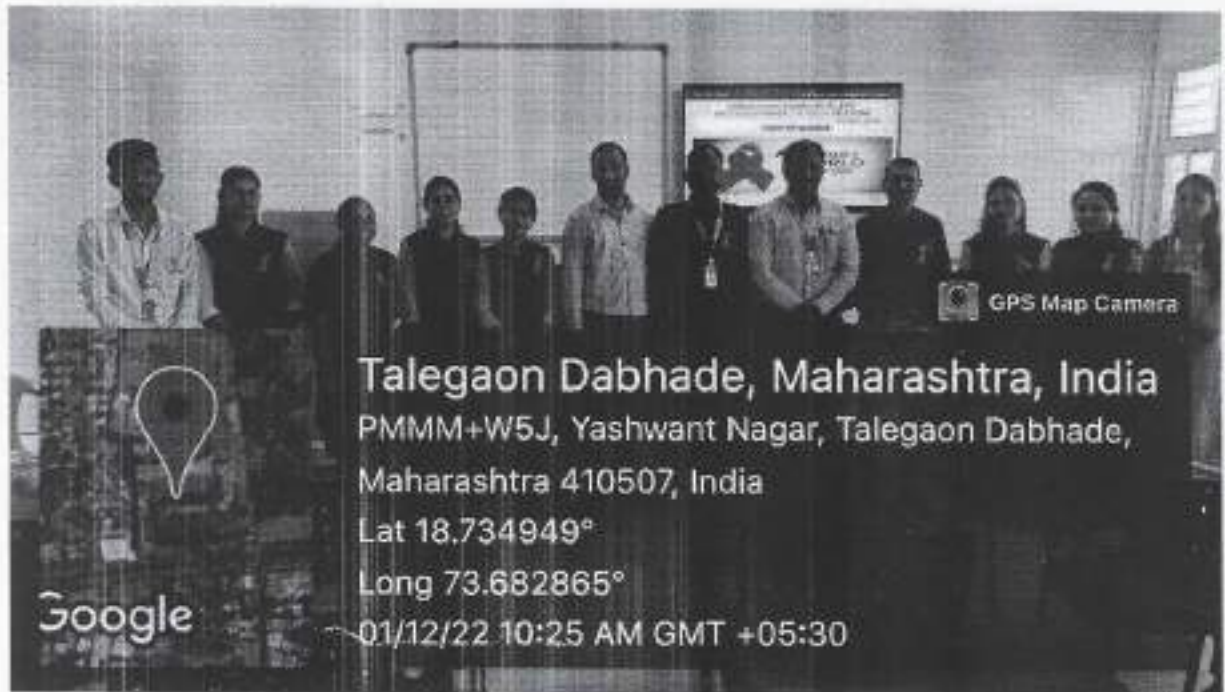 WORLD
GPS Map Camera
Talegaon Dabhade, Maharashtra, India
PMMM+W5J, Yashwant Nagar, Talegaon Dabhade,
Maharashtra 410507, India
Lat 18.734949°
Long 73.682865°
01/12/22 10:25 AM GMT +05:30
Google